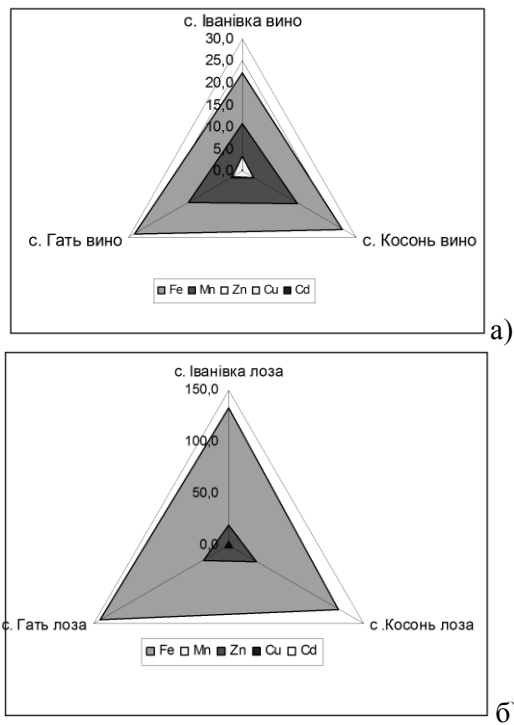 с. Іванівка вино
30,0
25,0
20,0
15,0
10,0
5,0
0,0
с. Гать вино
с. Косонь вино
Fe Mn Zn Cu Cd
а)
с. Іванівка лоза
150,0
100,0
50,0
0,0
с. Гать лоза
с .Косонь лоза
Fe Mn Zn Cu Cd
б)